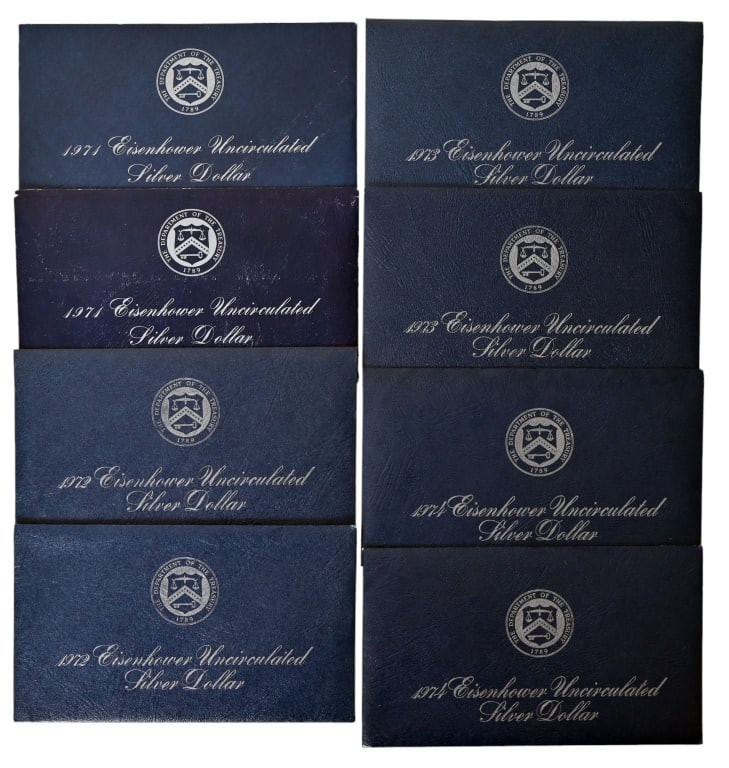 THE DEPARTMENT OF THE TREASURY
1789
1971 Eisenhower Uncirculated
Silver Dollar
THE DEPARTMENT OF THE TREASURY
1789
1971 Eisenhower Uncirculated
Silver Dollar
THE DEPARTMENT OF THE TREASURY
1789
1972 Eisenhower Uncirculated
Silver Dollar
THE DEPARTMENT OF THE TREASURY
1789
1972 Eisenhower Uncirculated
Silver Dollar
THE DEPARTMENT OF THE TREASURY
1789
1973 Eisenhower Uncirculated
Silver Dollar
THE DEPARTMENT OF THE TREASURY
1789
1973 Eisenhower Uncirculated
Silver Dollar
THE DEPARTMENT OF THE TREASURY
1789
1974 Eisenhower Uncirculated
Silver Dollar
THE DEPARTMENT OF THE TREASURY
1789
1974 Eisenhower Uncirculated
Silver Dollar